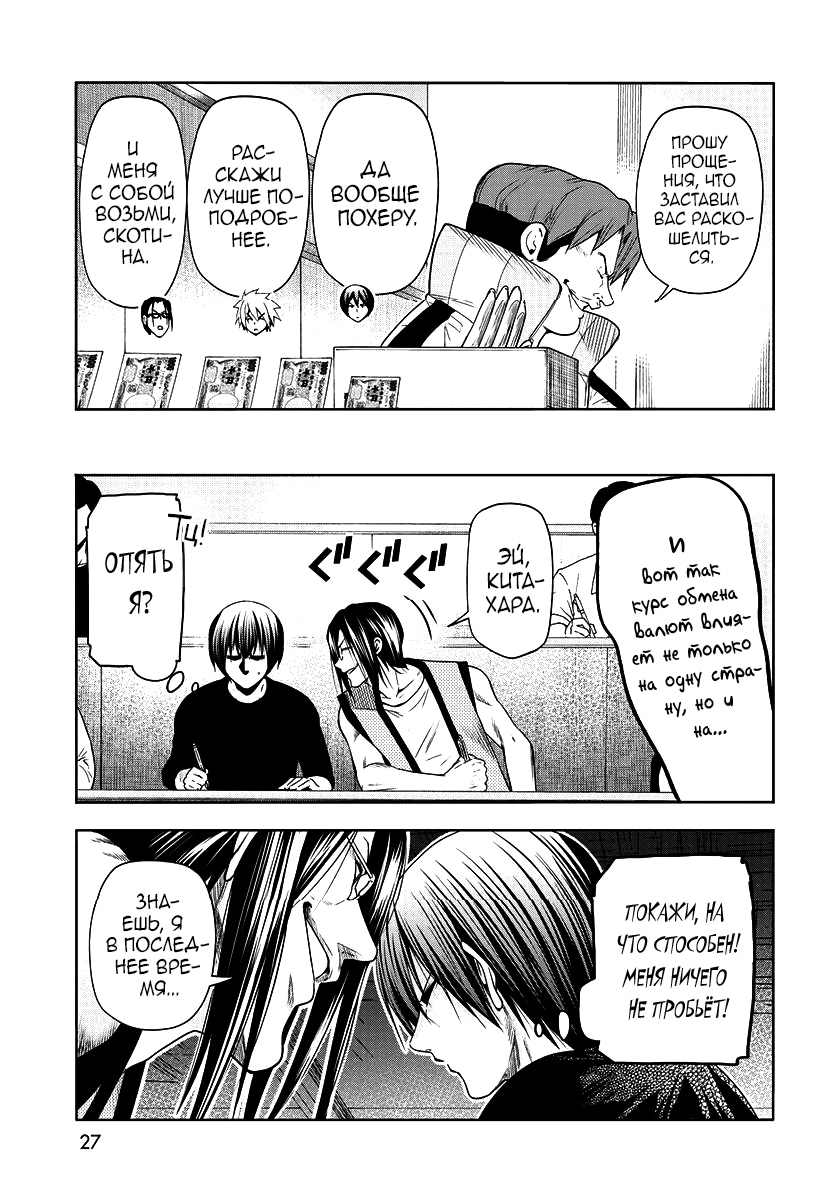 ПРОШУ
ПРОЩЕ-
НИЯ, ЧТО
ЗАСТАВИЛ
ВАС РАСКО-
ШЕЛИТЬ-
СЯ.
ДА
ВООБЩЕ
ПОХЕРУ.
РАС-
СКАЖИ
ЛУЧШЕ ПО-
ПОДРОБ-
НЕЕ.
И
МЕНЯ
С СОБОЙ
ВОЗЬМИ,
СКОТИ-
НА.
И
вот так
курс обмена
валют влия-
ет не только
на одну стра-
ну, но и
на...
ЭЙ,
КИТА-
ХАРА.
ぐ" ぐ" ぐ"
ТЦ!
ОПЯТЬ
Я?
ПОКАЖИ, НА
ЧТО СПОСОБЕН!
МЕНЯ НИЧЕГО
НЕ ПРОБЬЁТ!
ЗНА-
ЕШЬ, Я
В ПОСЛЕД-
НЕЕ ВРЕ-
МЯ...
27